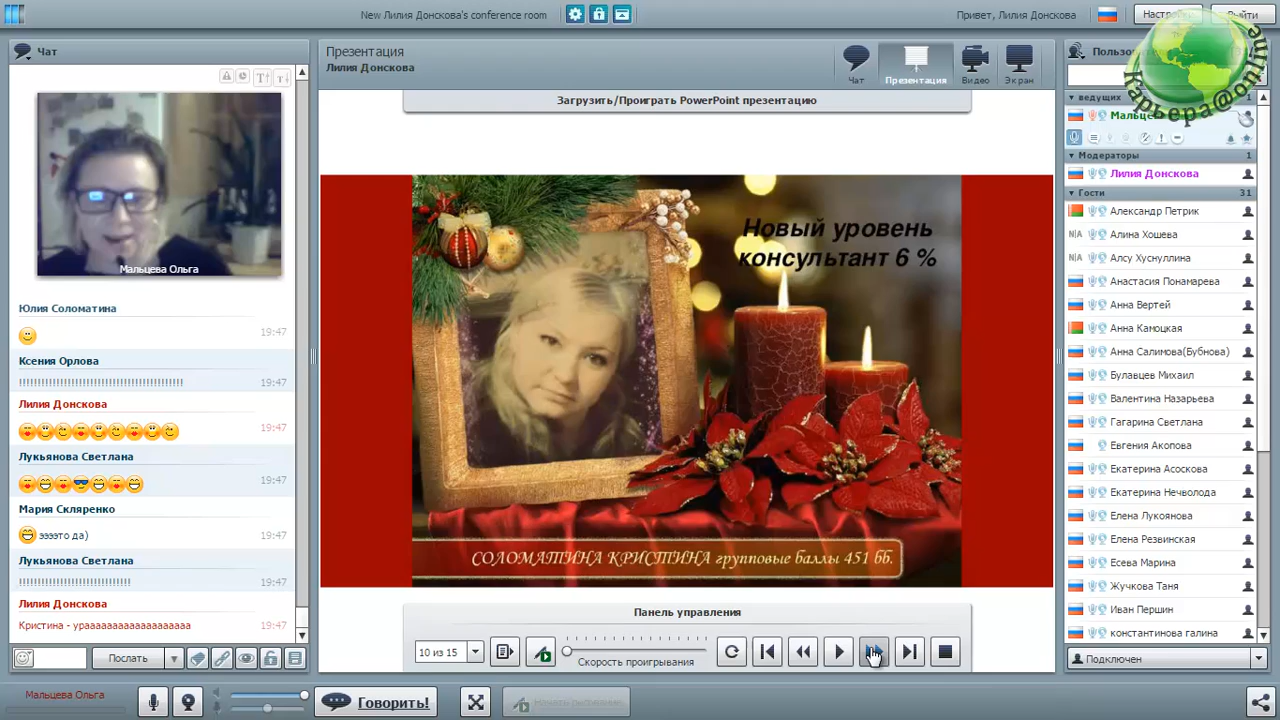 New Лилия Донскова's conference room
Привет, Лилия Донскова
Выйти
Чат
Мальцева Ольга
Юлия Соломатина
19:47
Ксения Орлова
!!!!!!!!!!!!!!!!!!!!!!!!!!!!!!!!!!!!!!!!!!!!
19:47
Лилия Донскова
19:47
Лукьянова Светлана
19:47
Мария Скляренко
ээээто да)
19:47
Лукьянова Светлана
!!!!!!!!!!!!!!!!!!!!!!!!!!!!!!
19:47
Лилия Донскова
Кристина - урааааааааааааааааааа
19:47
Послать
Презентация
Лилия Донскова
Чат
Презентация
Видео
Экран
Загрузить/Проиграть PowerPoint презентацию
Новый уровень
консультант 6 %
СОЛОМАТИНА КРИСТИНА групповые баллы 451 бб.
Панель управления
10 из 15
Скорость проигрывания
карьера@online
ведущих 1
Модераторы 1
Лилия Донскова
Гости 31
Александр Петрик
N|A Алина Хошева
N|A Алсу Хуснуллина
Анастасия Понамарева
Анна Вертей
Анна Камоцкая
Анна Салимова(Бубнова)
Булавцев Михаил
Валентина Назарьева
Гагарина Светлана
Евгения Акопова
Екатерина Асоскова
Екатерина Нечволода
Елена Лукоянова
Елена Резвинская
Есева Марина
Жучкова Таня
Иван Першин
константинова галина
Подключен
Мальцева Ольга
Говорить!